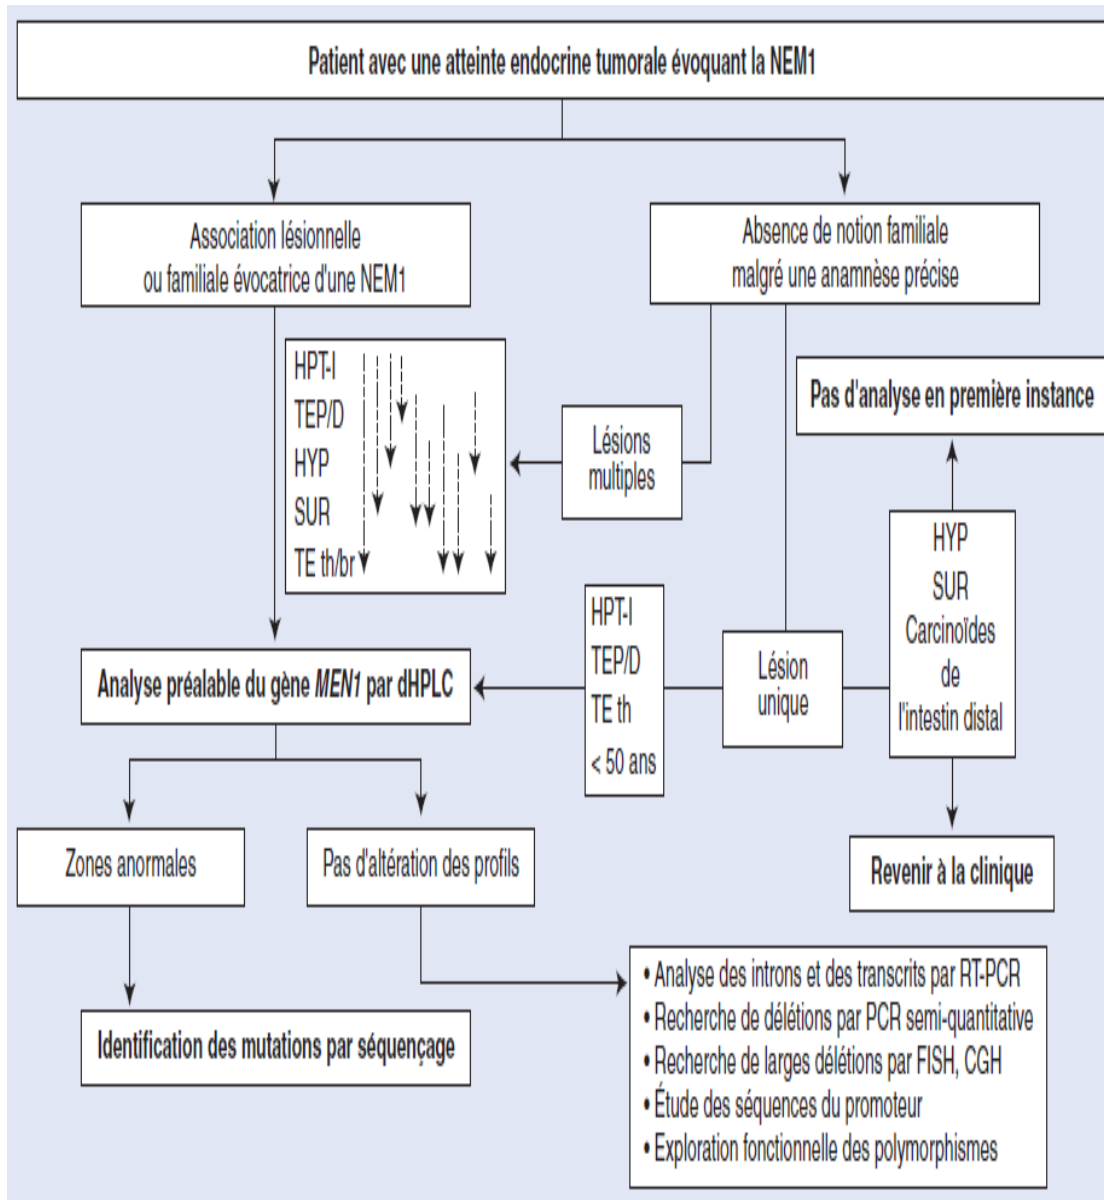 Patient avec une atteinte endocrine tumorale évoquant la NEM1
Association lésionnelle
ou familiale évocatrice d'une NEM1
Absence de notion familiale
malgré une anamnèse précise
HPT-I
TEP/D
HYP
SUR
TE th/br
Lésions
multiples
Pas d'analyse en première instance
HYP
SUR
Carcinoïdes
de
l'intestin distal
HPT-I
TEP/D
TE th
< 50 ans
Lésion
unique
Analyse préalable du gène MEN1 par dHPLC
Zones anormales
Pas d'altération des profils
Revenir à la clinique
Identification des mutations par séquençage
• Analyse des introns et des transcrits par RT-PCR
• Recherche de délétions par PCR semi-quantitative
• Recherche de larges délétions par FISH, CGH
• Étude des séquences du promoteur
• Exploration fonctionnelle des polymorphismes